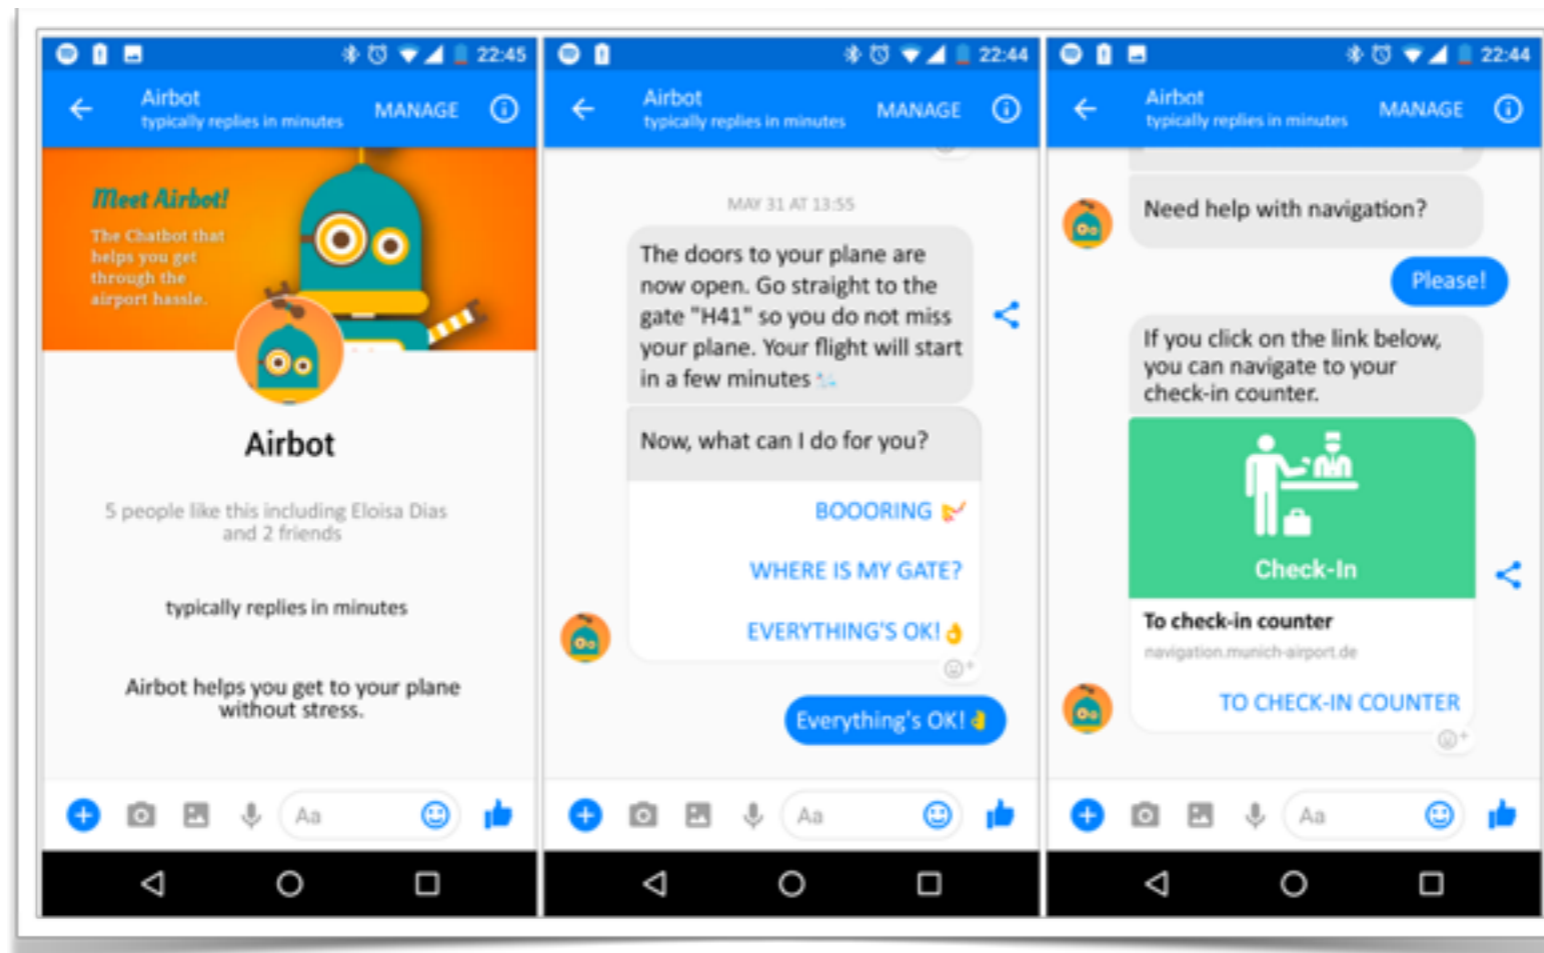 22:45
Airbot
typically replies in minutes
MANAGE
Meet Airbot!
The Chatbot that
helps you get
through the
airport hassle.
Airbot
5 people like this including Eloisa Dias
and 2 friends
typically replies in minutes
Airbot helps you get to your plane
without stress.
Aa
22:44
Airbot
typically replies in minutes
MANAGE
MAY 31 AT 13:55
The doors to your plane are
now open. Go straight to the
gate "H41" so you do not miss
your plane. Your flight will start
in a few minutes
Now, what can I do for you?
BOOORING
WHERE IS MY GATE?
EVERYTHING'S OK! 👌
Everything's OK! 👌
Aa
22:44
Airbot
typically replies in minutes
MANAGE
Need help with navigation?
Please!
If you click on the link below,
you can navigate to your
check-in counter.
Check-In
To check-in counter
navigation.munich-airport.de
TO CHECK-IN COUNTER
Aa